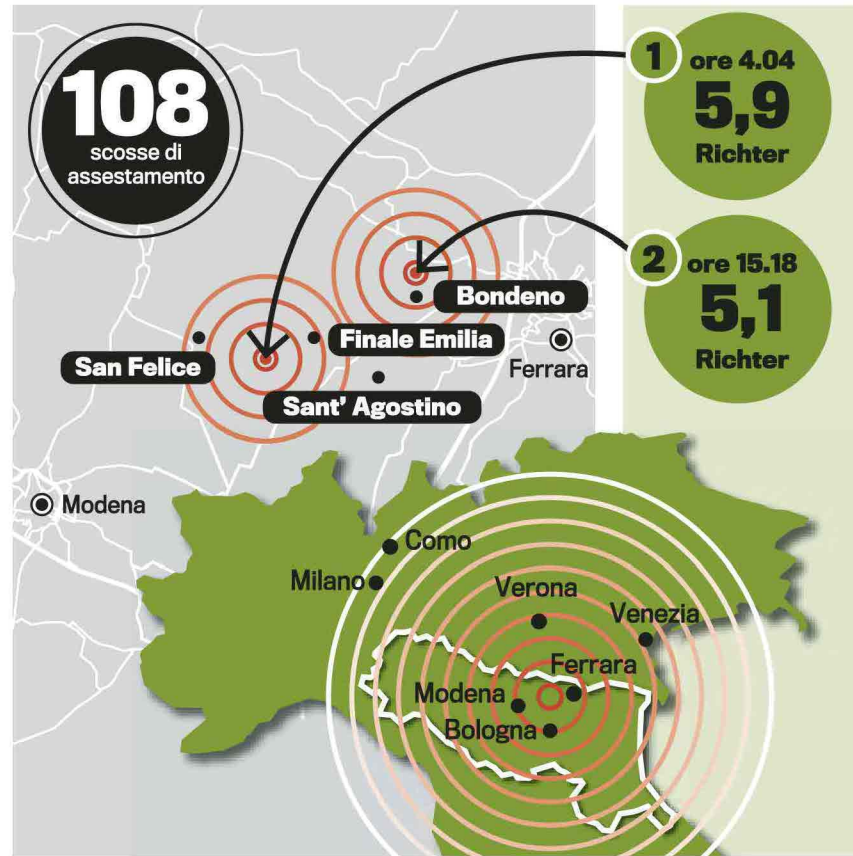 108
scosse di
assestamento
1
ore 4.04
5,9
Richter
2
ore 15.18
5,1
Richter
Bondeno
Finale Emilia
San Felice
Sant' Agostino
Ferrara
Modena
Como
Milano
Verona
Venezia
Ferrara
Modena
Bologna